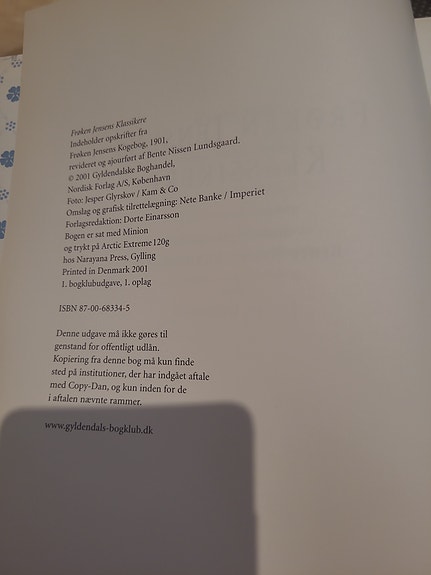 Frøken Jensens Klassikere
Indeholder opskrifter fra
Frøken Jensens Kogebog, 1901,
revideret og ajourført af Bente Nissen Lundsgaard.
© 2001 Gyldendalske Boghandel,
Nordisk Forlag A/S, København
Foto: Jesper Glyrskov / Kam & Co
Omslag og grafisk tilrettelægning: Nete Banke / Imperiet
Forlagsredaktion: Dorte Einarsson
Bogen er sat med Minion
og trykt på Arctic Extreme 120g
hos Narayana Press, Gylling
Printed in Denmark 2001
1. bogklubudgave, 1. oplag
ISBN 87-00-68334-5
Denne udgave må ikke gøres til
genstand for offentligt udlån.
Kopiering fra denne bog må kun finde
sted på institutioner, der har indgået aftale
med Copy-Dan, og kun inden for de
i aftalen nævnte rammer.
www.gyldendals-bogklub.dk